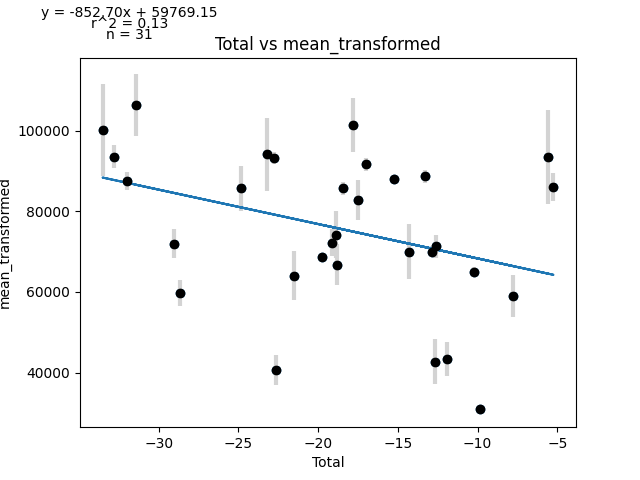 y = -852.70x + 59769.15
r^2 = 0.13
n = 31
Total vs mean_transformed
mean_transformed
100000
80000
60000
40000
−30
−25
−20
−15
−10
−5
Total